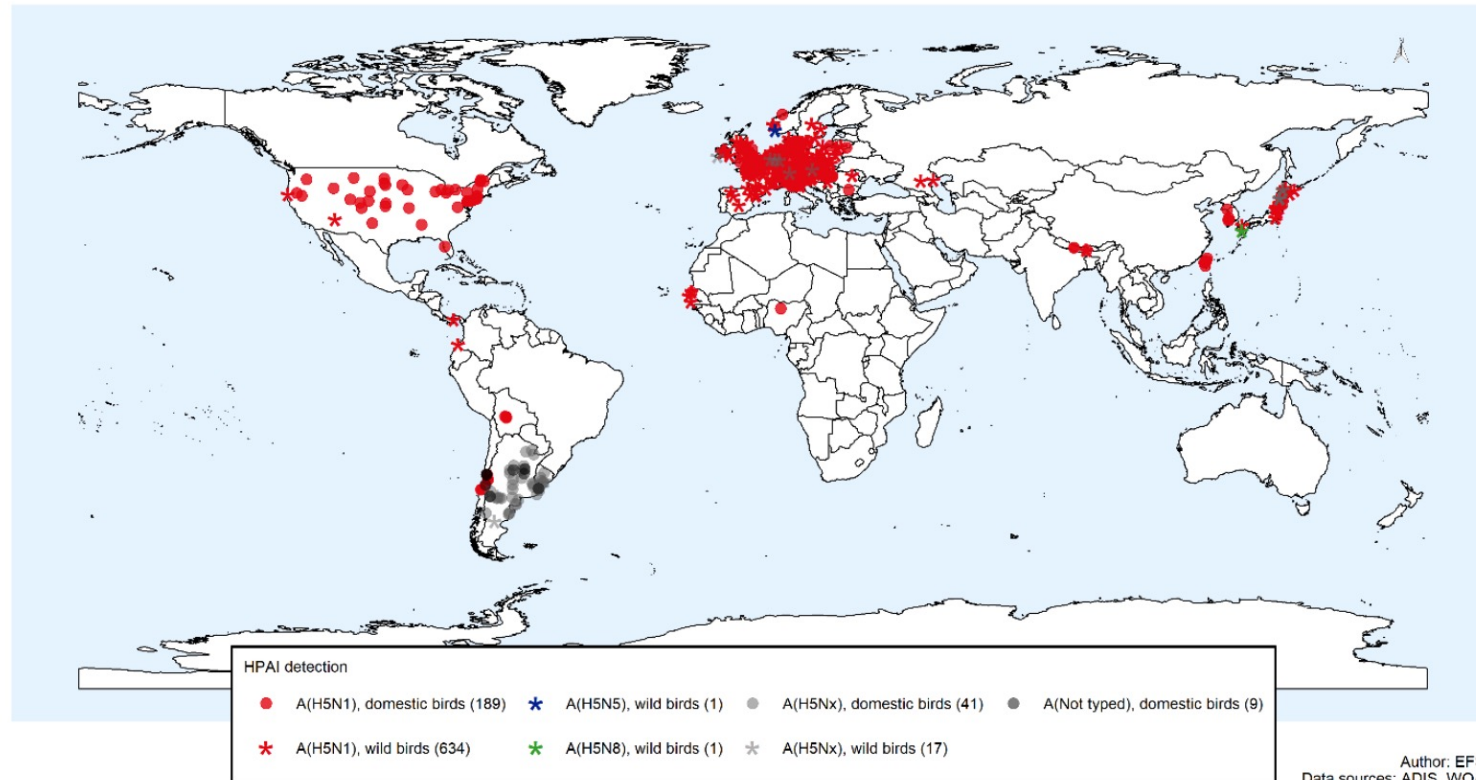 HPAI detection
A(H5N1), domestic birds (189) A(H5N5), wild birds (1) A(H5Nx), domestic birds (41) A(Not typed), domestic birds (9)
A(H5N1), wild birds (634) A(H5N8), wild birds (1) A(H5Nx), wild birds (17)
Author: EF
Data sources: ADIS, WO